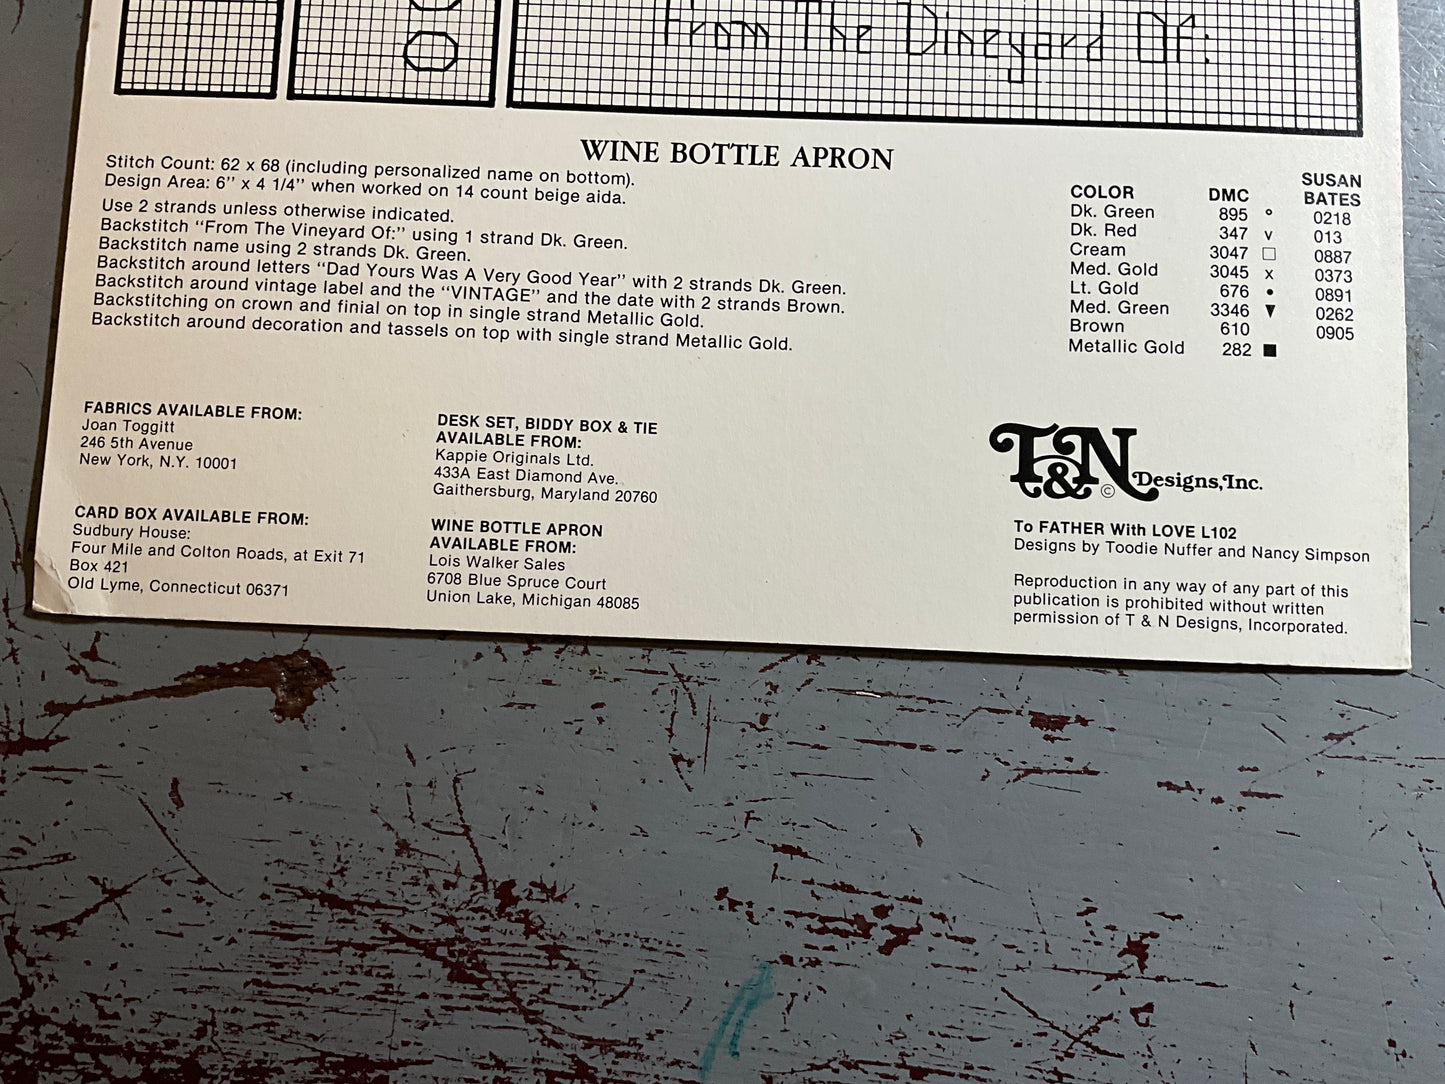 From The Vineyard Of:
WINE BOTTLE APRON
Stitch Count: 62 x 68 (including personalized name on bottom).
Design Area: 6" x 4 1/4" when worked on 14 count beige aida.
Use 2 strands unless otherwise indicated.
Backstitch "From The Vineyard Of:" using 1 strand Dk. Green.
Backstitch name using 2 strands Dk. Green.
Backstitch around letters "Dad Yours Was A Very Good Year" with 2 strands Dk. Green.
Backstitch around vintage label and the "VINTAGE" and the date with 2 strands Brown.
Backstitching on crown and finial on top in single strand Metallic Gold.
Backstitch around decoration and tassels on top with single strand Metallic Gold.
COLOR DMC SUSAN BATES
Dk. Green 895 0218
Dk. Red 347 v 013
Cream 3047 □ 0887
Med. Gold 3045 x 0373
Lt. Gold 676 • 0891
Med. Green 3346 ▼ 0262
Brown 610 0905
Metallic Gold 282 ■
FABRICS AVAILABLE FROM:
Joan Toggitt
246 5th Avenue
New York, N.Y. 10001
CARD BOX AVAILABLE FROM:
Sudbury House:
Four Mile and Colton Roads, at Exit 71
Box 421
Old Lyme, Connecticut 06371
DESK SET, BIDDY BOX & TIE
AVAILABLE FROM:
Kappie Originals Ltd.
433A East Diamond Ave.
Gaithersburg, Maryland 20760
WINE BOTTLE APRON
AVAILABLE FROM:
Lois Walker Sales
6708 Blue Spruce Court
Union Lake, Michigan 48085
T&N © Designs, Inc.
To FATHER With LOVE L102
Designs by Toodie Nuffer and Nancy Simpson
Reproduction in any way of any part of this
publication is prohibited without written
permission of T & N Designs, Incorporated.